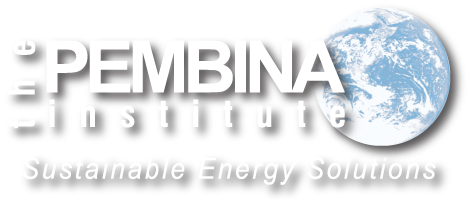 the PEMBINA
institute
Sustainable Energy Solutions